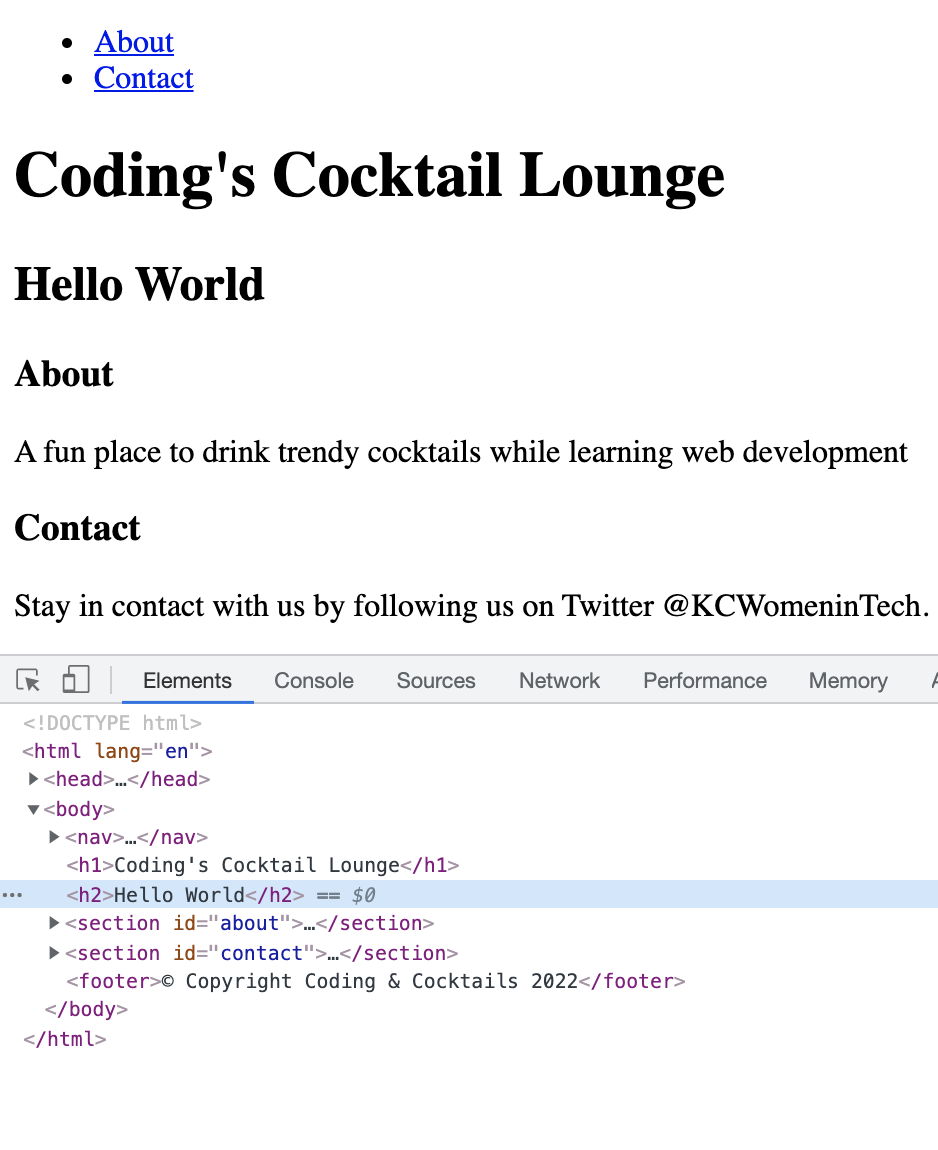 About
Contact
Coding's Cocktail Lounge
Hello World
About
A fun place to drink trendy cocktails while learning web development
Contact
Stay in contact with us by following us on Twitter @KCWomeninTech.
Elements Console Sources Network Performance Memory
<!DOCTYPE html>
<html lang="en">
<head>…</head>
<body>
<nav>…</nav>
<h1>Coding's Cocktail Lounge</h1>
<h2>Hello World</h2> == $0
<section id="about">…</section>
<section id="contact">…</section>
<footer>© Copyright Coding & Cocktails 2022</footer>
</body>
</html>